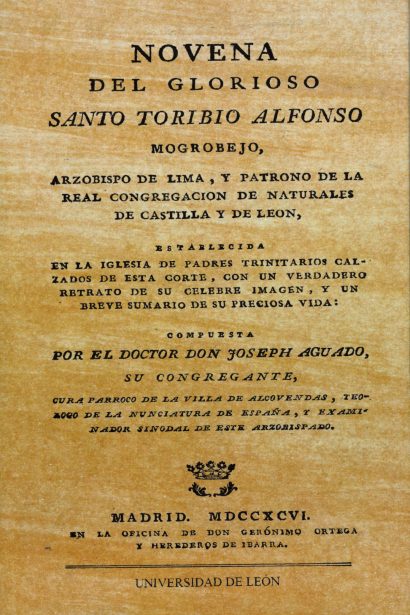 NOVENA
DEL GLORIOSO
SANTO TORIBIO ALFONSO
MOGROBEJO,
ARZOBISPO DE LIMA, Y PATRONO DE LA
REAL CONGREGACION DE NATURALES
DE CASTILLA Y DE LEON,
ESTABLECIDA
EN LA IGLESIA DE PADRES TRINITARIOS CAL-
ZADOS DE ESTA CORTE, CON UN VERDADERO
RETRATO DE SU CELEBRE IMAGEN, Y UN
BREVE SUMARIO DE SU PRECIOSA VIDA:
COMPUESTA
POR EL DOCTOR DON JOSEPH AGUADO,
SU CONGREGANTE,
CURA PARROCO DE LA VILLA DE ALCOVENDAS, TEO-
LOGO DE LA NUNCIATURA DE ESPAÑA, Y EXAMI-
NADOR SINODAL DE ESTE ARZOBISPADO.
MADRID. MDCCXCVI.
EN LA OFICINA DE DON GERÓNIMO ORTEGA
Y HEREDEROS DE IBARRA.
UNIVERSIDAD DE LEÓN